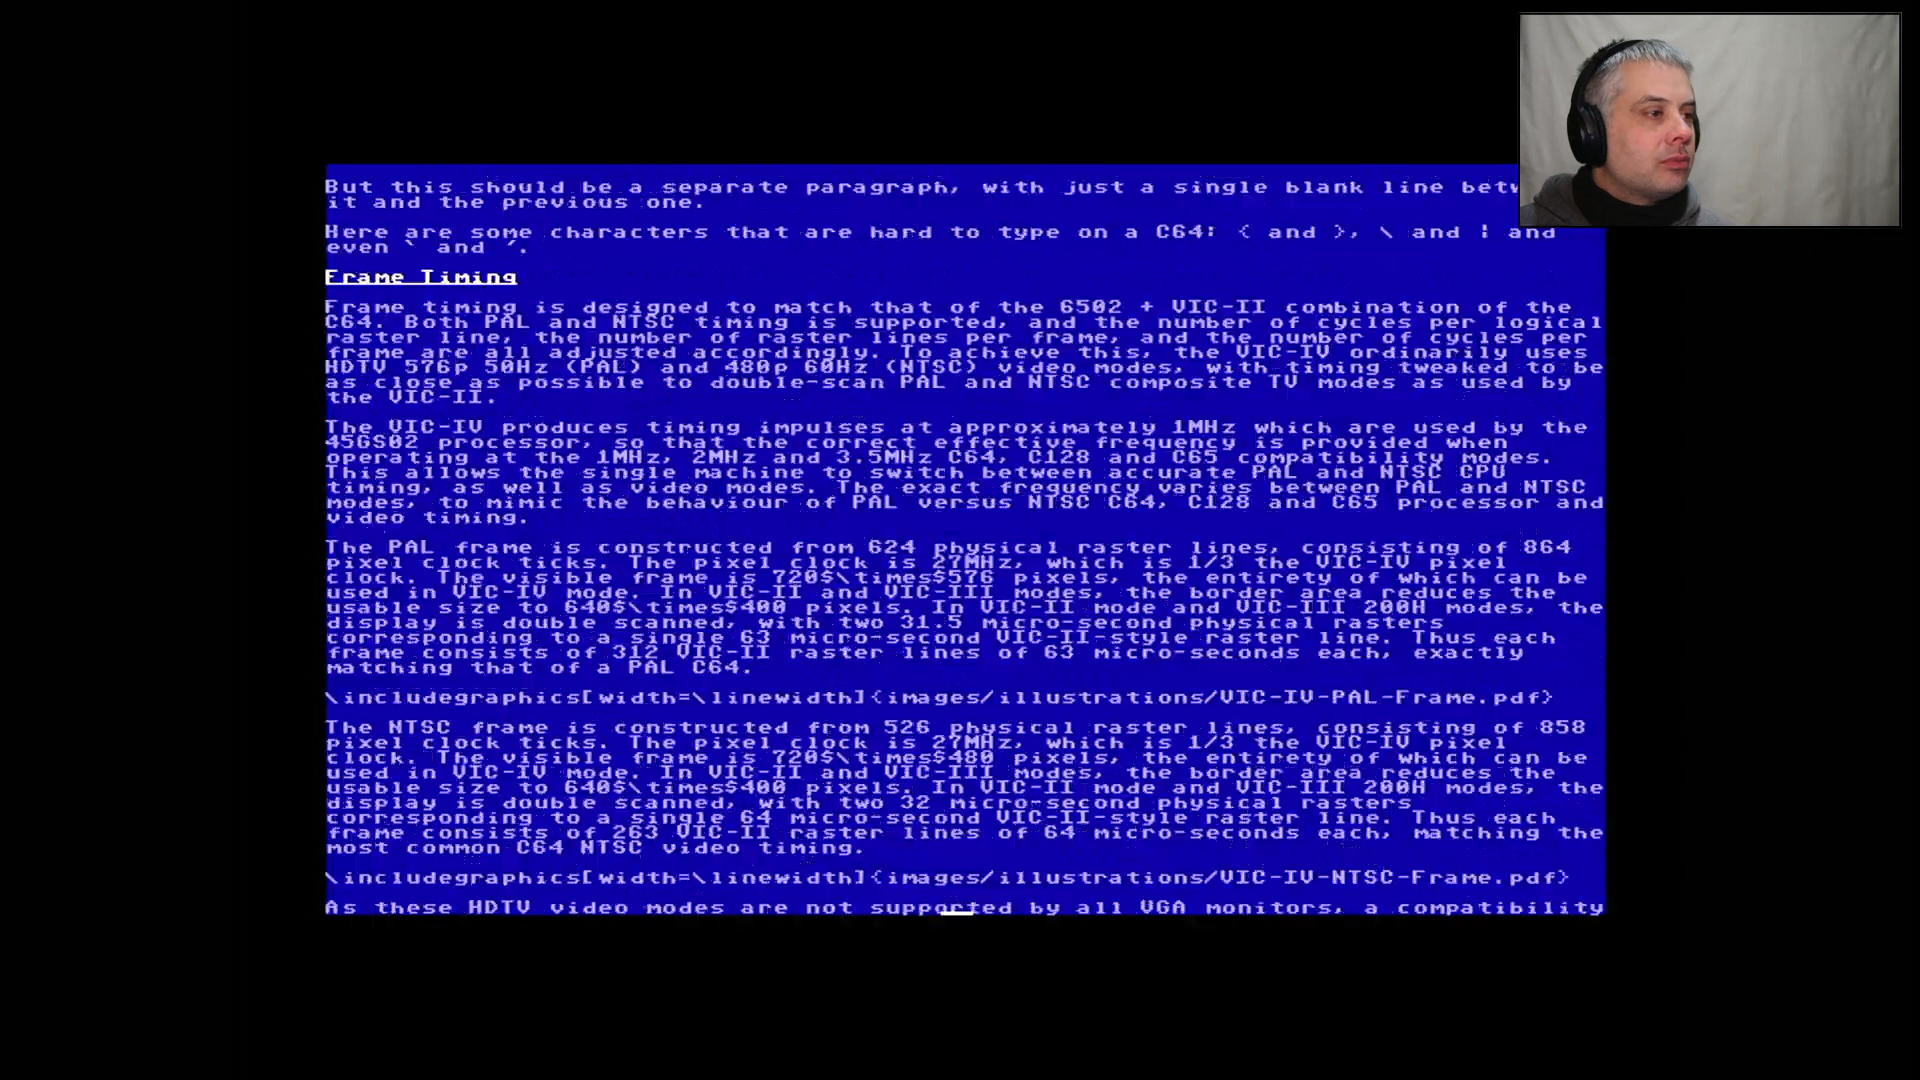 But this should be a separate paragraph, with just a single blank line
it and the previous one.
Here are some characters that are hard to type on a C64: { and }, \ and | and
even ` and ´.
Frame Timing
Frame timing is designed to match that of the 6502 + VIC-II combination of the
C64. Both PAL and NTSC timing is supported, and the number of cycles per logical
raster line, the number of raster lines per frame, and the number of cycles per
frame are all adjusted accordingly. To achieve this, the VIC-IV ordinarily uses
HDTV 576p 50Hz (PAL) and 480p 60Hz (NTSC) video modes, with timing tweaked to be
as close as possible to double-scan PAL and NTSC composite TV modes as used by
the VIC-II.
The VIC-IV produces timing impulses at approximately 1MHz which are used by the
45GS02 processor, so that the correct effective frequency is provided when
operating at the 1MHz, 2MHz and 3.5MHz C64, C128 and C65 compatibility modes.
This allows the single machine to switch between accurate PAL and NTSC CPU
timing, as well as video modes. The exact frequency varies between PAL and NTSC
modes, to mimic the behaviour of PAL versus NTSC C64, C128 and C65 processor and
video timing.
The PAL frame is constructed from 624 physical raster lines, consisting of 864
pixel clock ticks. The pixel clock is 27MHz, which is 1/3 the VIC-IV pixel
clock. The visible frame is 720$\times$576 pixels, the entirety of which can be
used in VIC-IV mode. In VIC-II and VIC-III modes, the border area reduces the
usable size to 640$\times$400 pixels. In VIC-II mode and VIC-III 200H modes, the
display is double scanned, with two 31.5 micro-second physical rasters
corresponding to a single 63 micro-second VIC-II-style raster line. Thus each
frame consists of 312 VIC-II raster lines of 63 micro-seconds each, exactly
matching that of a PAL C64.
\includegraphics[width=\linewidth]{images/illustrations/VIC-IV-PAL-Frame.pdf}
The NTSC frame is constructed from 526 physical raster lines, consisting of 858
pixel clock ticks. The pixel clock is 27MHz, which is 1/3 the VIC-IV pixel
clock. The visible frame is 720$\times$480 pixels, the entirety of which can be
used in VIC-IV mode. In VIC-II and VIC-III modes, the border area reduces the
usable size to 640$\times$400 pixels. In VIC-II mode and VIC-III 200H modes, the
display is double scanned, with two 32 micro-second physical rasters
corresponding to a single 64 micro-second VIC-II-style raster line. Thus each
frame consists of 263 VIC-II raster lines of 64 micro-seconds each, matching the
most common C64 NTSC video timing.
\includegraphics[width=\linewidth]{images/illustrations/VIC-IV-NTSC-Frame.pdf}
As these HDTV video modes are not supported by all VGA monitors, a compatibility